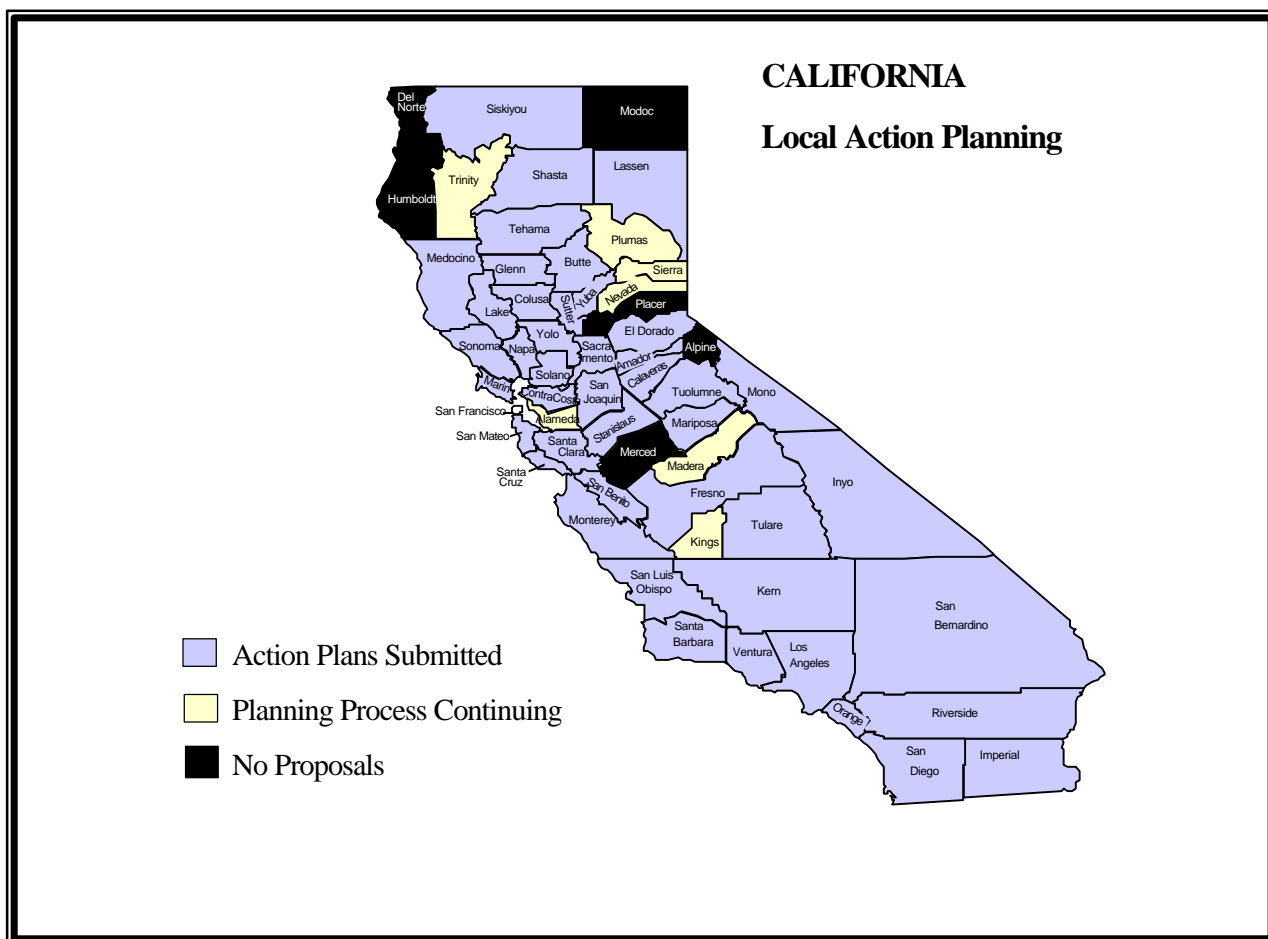 CALIFORNIA
Local Action Planning
Del
Norte
Siskiyou
Modoc
Humboldt
Trinity
Shasta
Lassen
Tehama
Plumas
Medocino
Glenn
Butte
Sierra
Lake
Colusa
Sutter
Yuba
Nevada
Placer
Sonoma
Napa
Yolo
El Dorado
Sacra
mento
Amador
Alpine
Marin
Solano
Calaveras
ContraCosta
San
Joaquin
Tuolumne
Mono
San Francisco
Alameda
Stanislaus
Mariposa
San Mateo
Santa
Clara
Merced
Madera
Santa
Cruz
San Benito
Fresno
Inyo
Monterey
Kings
Tulare
San Luis
Obispo
Kern
San
Bernardino
Santa
Barbara
Ventura
Los
Angeles
Orange
Riverside
San
Diego
Imperial
Action Plans Submitted
Planning Process Continuing
No Proposals